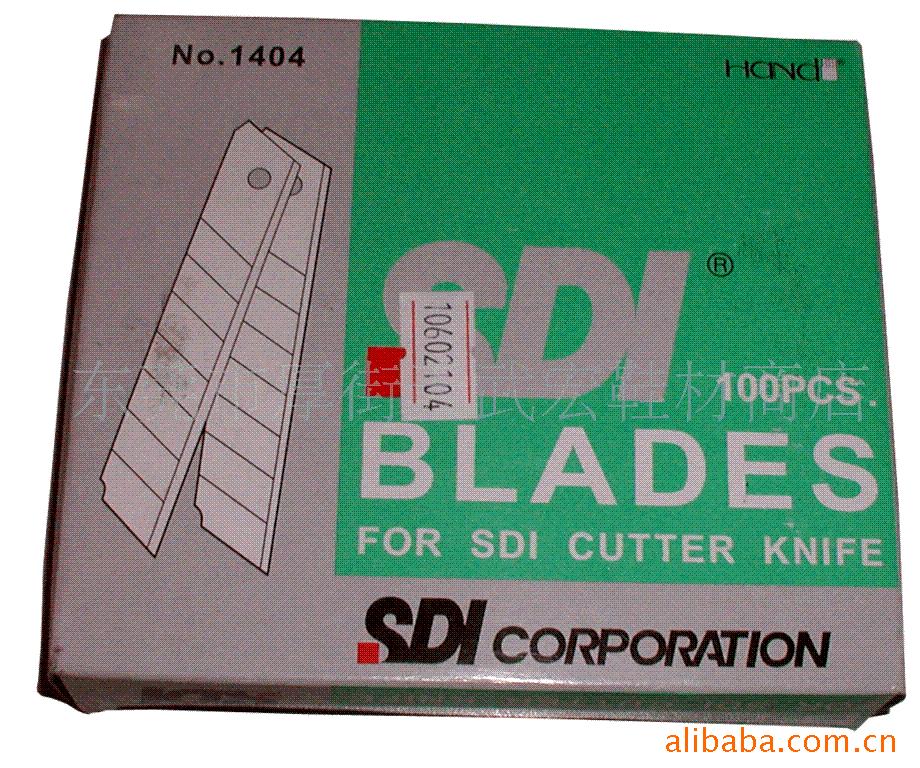 No.1404
HANDi®
SDI®
10602104
东莞市厚街 武宏鞋材商店
100PCS.
BLADES
FOR SDI CUTTER KNIFE
SDI CORPORATION
alibaba.com.cn